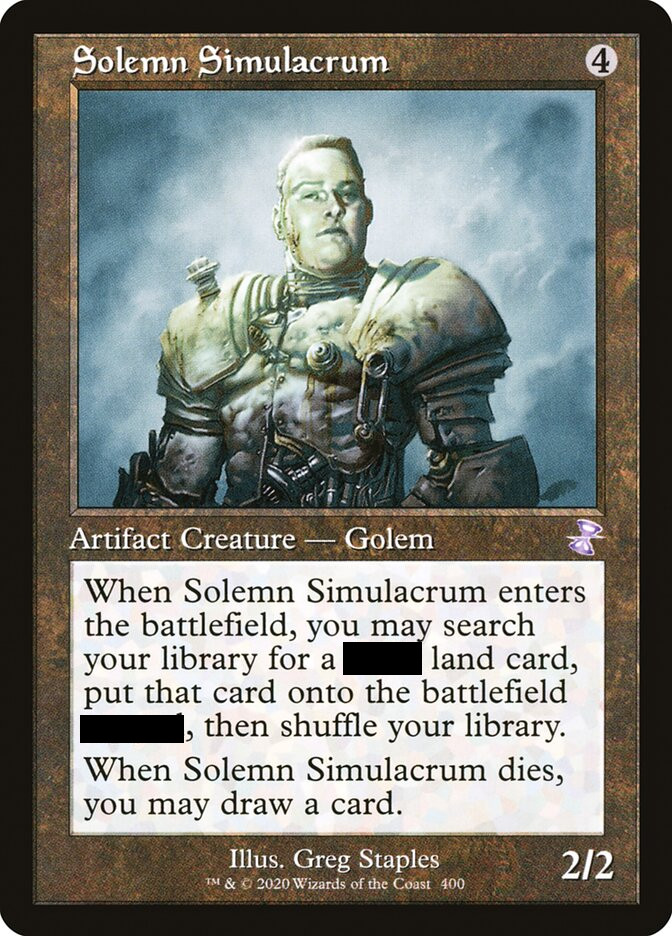 Solemn Simulacrum
4
Artifact Creature — Golem
When Solemn Simulacrum enters
the battlefield, you may search
your library for a land card,
put that card onto the battlefield
, then shuffle your library.
When Solemn Simulacrum dies,
you may draw a card.
Illus. Greg Staples
2/2
™ & © 2020 Wizards of the Coast 400